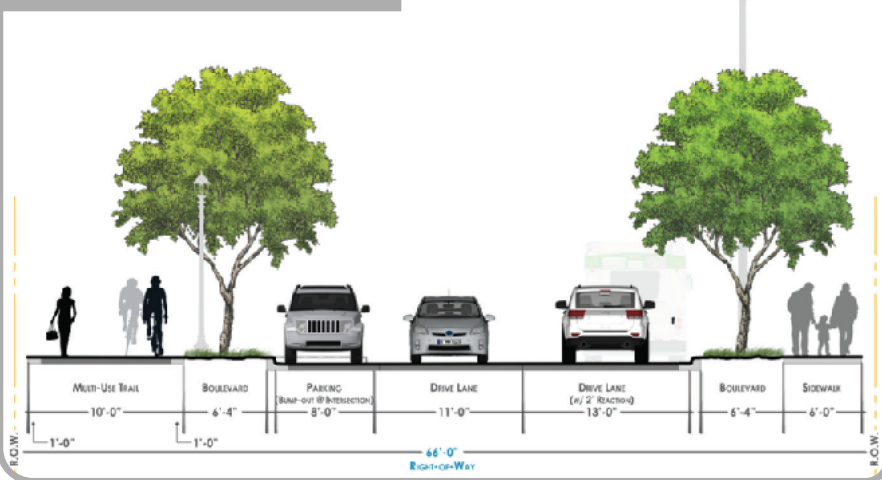 MULTI-USE TRAIL
10'-0"
BOULEVARD
6'-4"
PARKING
(BUMP-OUT @ INTERSECTION)
8'-0"
DRIVE LANE
11'-0"
DRIVE LANE
(W/ 2' REACTION)
13'-0"
BOULEVARD
6'-4"
SIDEWALK
6'-0"
1'-0"
1'-0"
R.O.W.
66'-0"
RIGHT-OF-WAY
R.O.W.